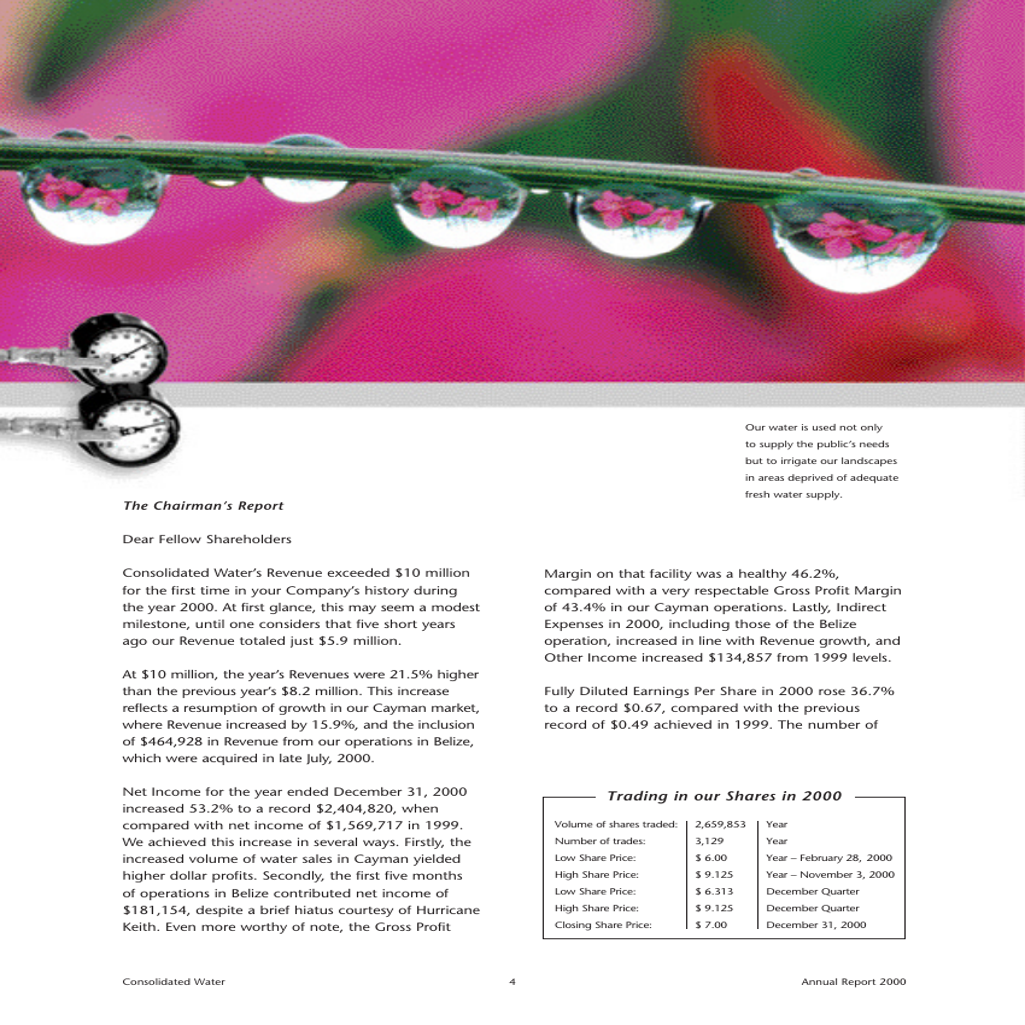 Our water is used not only
to supply the public's needs
but to irrigate our landscapes
in areas deprived of adequate
fresh water supply.
The Chairman's Report
Dear Fellow Shareholders
Consolidated Water's Revenue exceeded $10 million
for the first time in your Company's history during
the year 2000. At first glance, this may seem a modest
milestone, until one considers that five short years
ago our Revenue totaled just $5.9 million.
At $10 million, the year's Revenues were 21.5% higher
than the previous year's $8.2 million. This increase
reflects a resumption of growth in our Cayman market,
where Revenue increased by 15.9%, and the inclusion
of $464,928 in Revenue from our operations in Belize,
which were acquired in late July, 2000.
Net Income for the year ended December 31, 2000
increased 53.2% to a record $2,404,820, when
compared with net income of $1,569,717 in 1999.
We achieved this increase in several ways. Firstly, the
increased volume of water sales in Cayman yielded
higher dollar profits. Secondly, the first five months
of operations in Belize contributed net income of
$181,154, despite a brief hiatus courtesy of Hurricane
Keith. Even more worthy of note, the Gross Profit
Margin on that facility was a healthy 46.2%,
compared with a very respectable Gross Profit Margin
of 43.4% in our Cayman operations. Lastly, Indirect
Expenses in 2000, including those of the Belize
operation, increased in line with Revenue growth, and
Other Income increased $134,857 from 1999 levels.
Fully Diluted Earnings Per Share in 2000 rose 36.7%
to a record $0.67, compared with the previous
record of $0.49 achieved in 1999. The number of
Trading in our Shares in 2000
Volume of shares traded: 2,659,853 Year
Number of trades: 3,129 Year
Low Share Price: $ 6.00 Year – February 28, 2000
High Share Price: $ 9.125 Year – November 3, 2000
Low Share Price: $ 6.313 December Quarter
High Share Price: $ 9.125 December Quarter
Closing Share Price: $ 7.00 December 31, 2000
Consolidated Water 4 Annual Report 2000